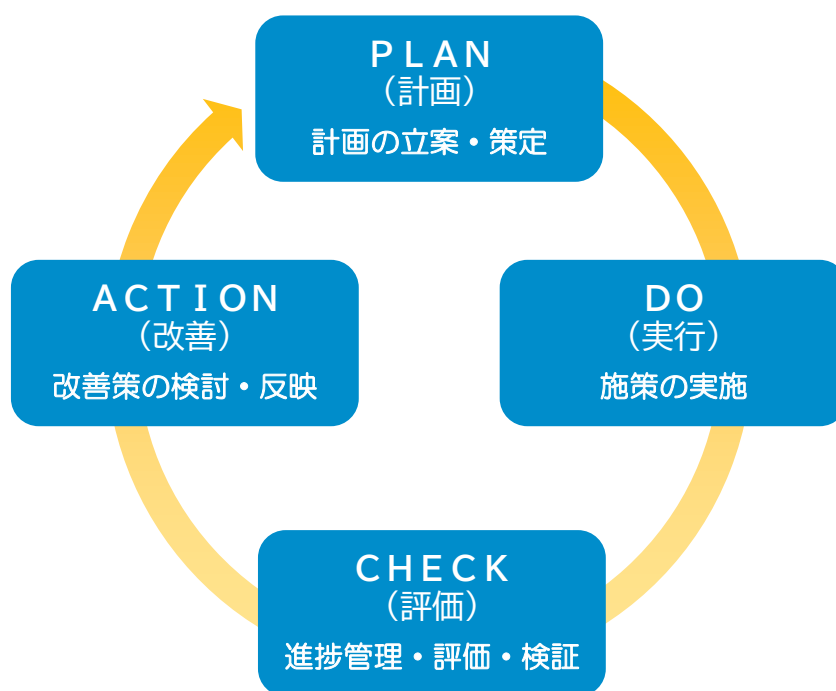 ＰＬＡＮ
（計画）
計画の立案・策定
ＤＯ
（実行）
施策の実施
ＣＨＥＣＫ
（評価）
進捗管理・評価・検証
ＡＣＴＩＯＮ
（改善）
改善策の検討・反映